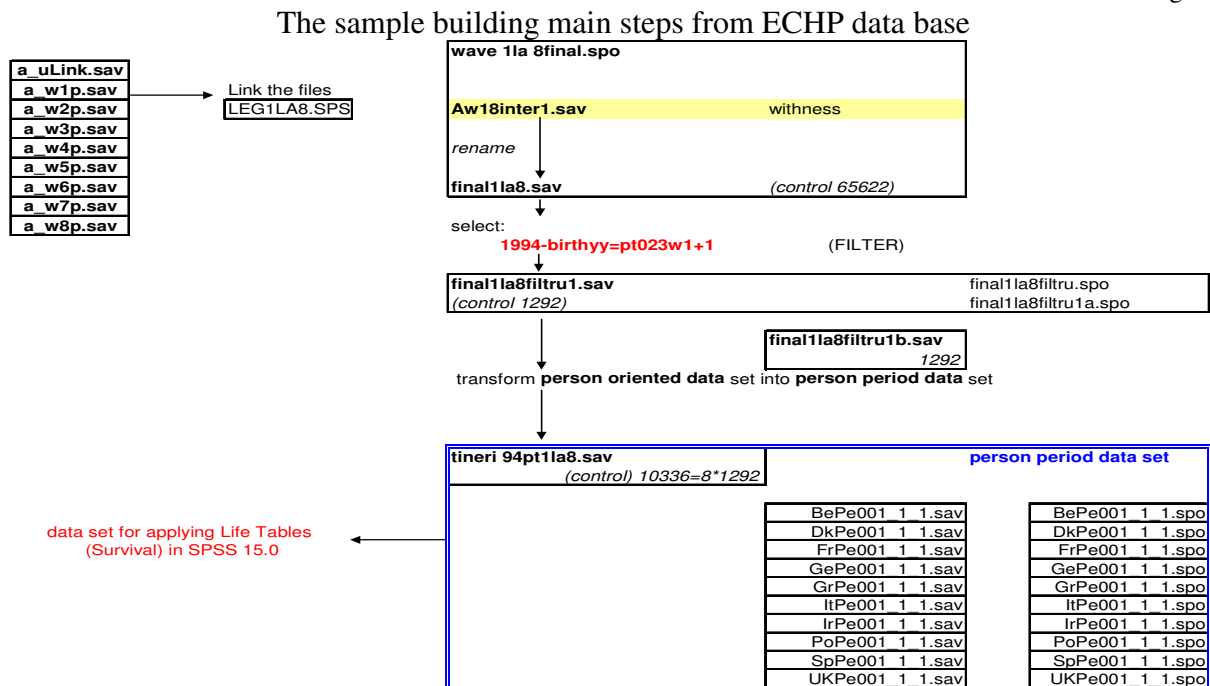 The sample building main steps from ECHP data base
a_uLink.sav
a_w1p.sav
a_w2p.sav
a_w3p.sav
a_w4p.sav
a_w5p.sav
a_w6p.sav
a_w7p.sav
a_w8p.sav
Link the files
LEG1LA8.SPS
wave 1la 8final.spo
Aw18inter1.sav withness
rename
final1la8.sav (control 65622)
select:
1994-birthyy=pt023w1+1 (FILTER)
final1la8filtru1.sav final1la8filtru.spo
(control 1292) final1la8filtru1a.spo
final1la8filtru1b.sav
1292
transform person oriented data set into person period data set
tineri 94pt1la8.sav person period data set
(control) 10336=8*1292
data set for applying Life Tables
(Survival) in SPSS 15.0
BePe001_1_1.sav BePe001_1_1.spo
DkPe001_1_1.sav DkPe001_1_1.spo
FrPe001_1_1.sav FrPe001_1_1.spo
GePe001_1_1.sav GePe001_1_1.spo
GrPe001_1_1.sav GrPe001_1_1.spo
ItPe001_1_1.sav ItPe001_1_1.spo
IrPe001_1_1.sav IrPe001_1_1.spo
PoPe001_1_1.sav PoPe001_1_1.spo
SpPe001_1_1.sav SpPe001_1_1.spo
UKPe001_1_1.sav UKPe001_1_1.spo